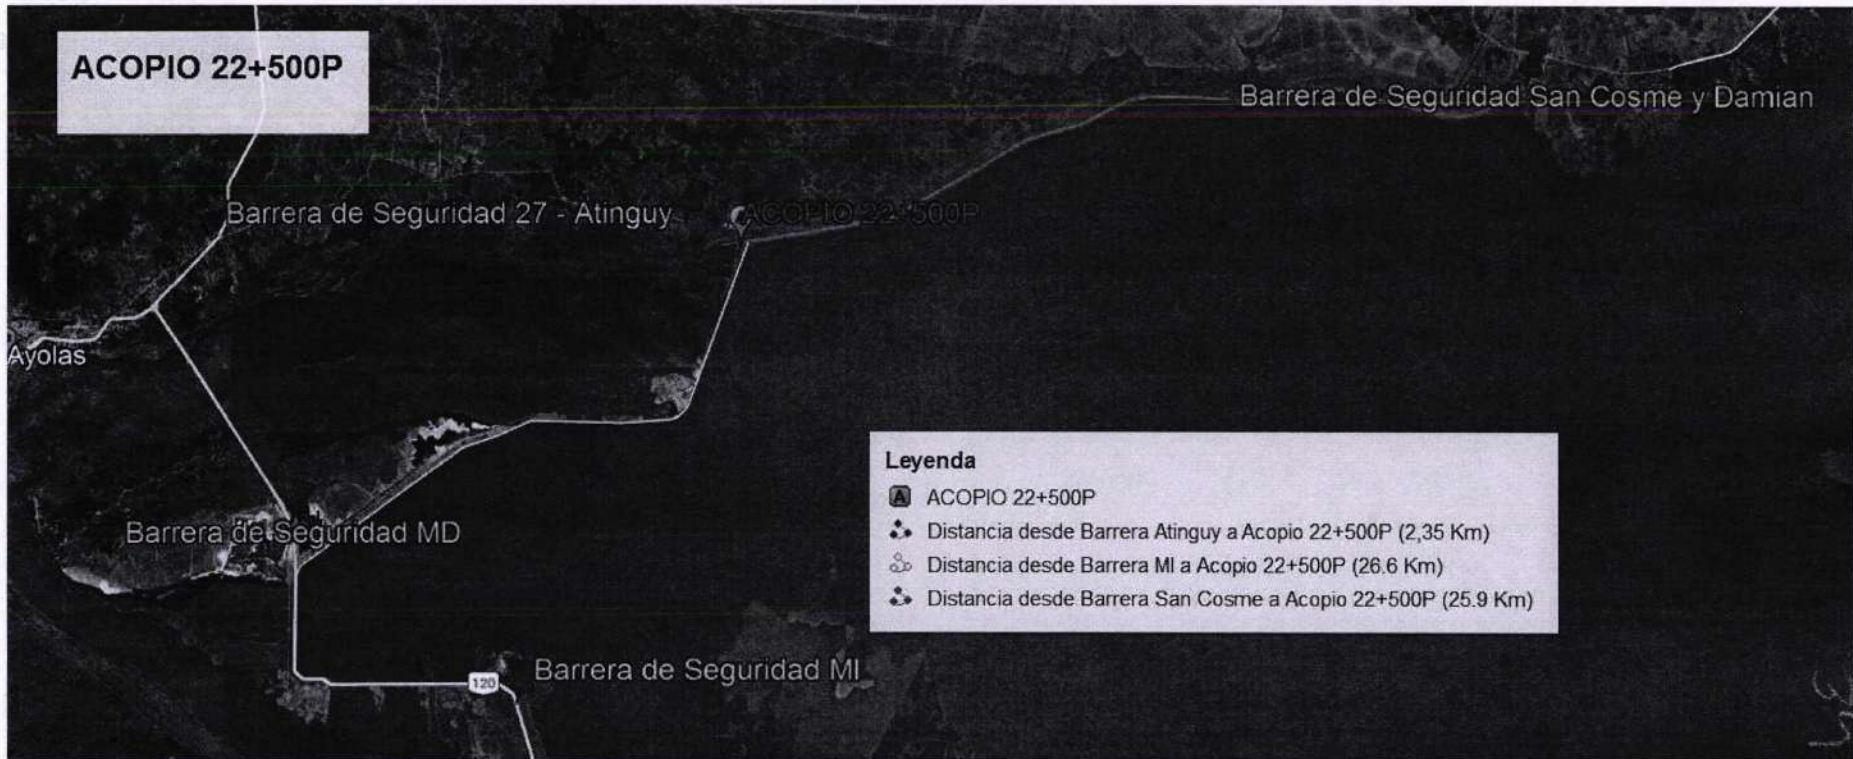 ACOPIO 22+500P
Barrera de Seguridad San Cosme y Damian
Barrera de Seguridad 27 - Atinguy
ACOPIO 22+500P
Ayolas
Leyenda
A ACOPIO 22+500P
Distancia desde Barrera Atinguy a Acopio 22+500P (2,35 Km)
Distancia desde Barrera MI a Acopio 22+500P (26.6 Km)
Distancia desde Barrera San Cosme a Acopio 22+500P (25.9 Km)
Barrera de Seguridad MD
Barrera de Seguridad MI
120